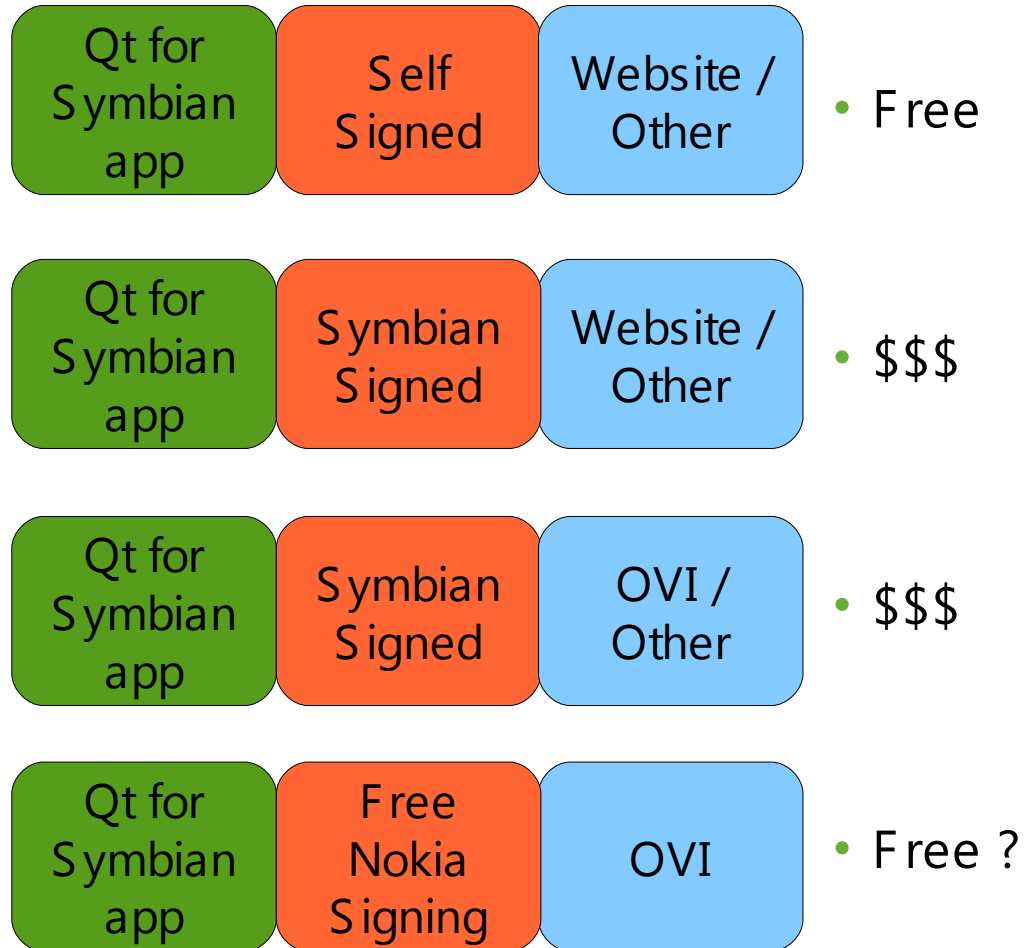 Qt for
Symbian
app
Self
Signed
Website /
Other
• Free
Qt for
Symbian
app
Symbian
Signed
Website /
Other
• $$$
Qt for
Symbian
app
Symbian
Signed
OVI /
Other
• $$$
Qt for
Symbian
app
Free
Nokia
Signing
OVI
• Free ?